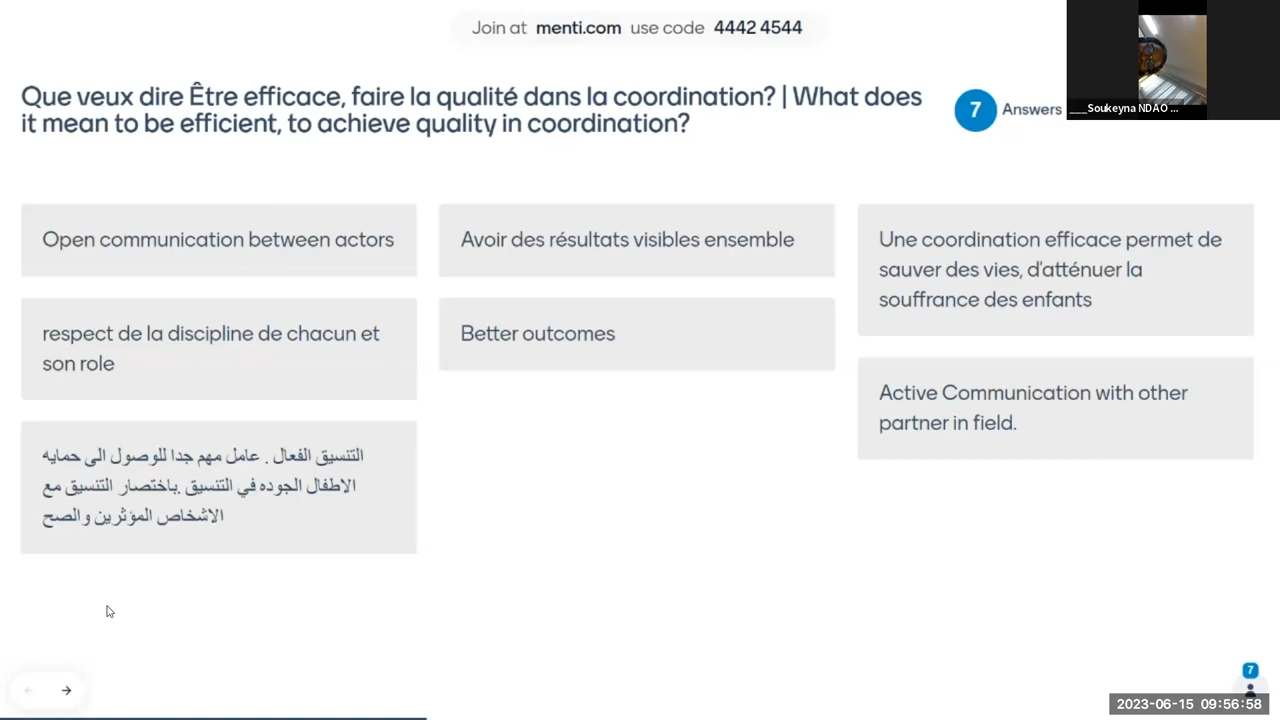 Join at menti.com use code 4442 4544
Que veux dire Être efficace, faire la qualité dans la coordination? | What does
it mean to be efficient, to achieve quality in coordination?
7 Answers
___Soukeyna NDAO ...
Open communication between actors
respect de la discipline de chacun et
son role
التنسيق الفعال . عامل مهم جدا للوصول الى حمايه
الاطفال الجوده في التنسيق .باختصار التنسيق مع
الاشخاص المؤثرين والصح
Avoir des résultats visibles ensemble
Better outcomes
Une coordination efficace permet de
sauver des vies, d'atténuer la
souffrance des enfants
Active Communication with other
partner in field.
7
2023-06-15 09:56:58